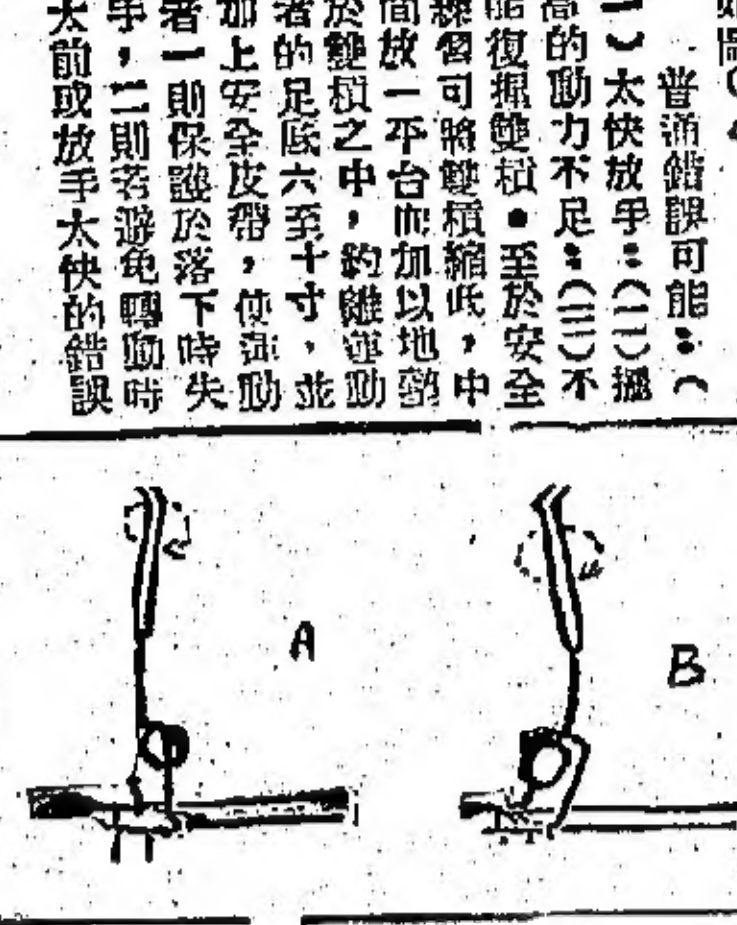 普通錯誤可能：（
一）太快放手：（二）
高的動力不足：（三）不
能復握雙槓●至於安全
練習可將雙槓縮低，中
間放一平台而加以地
於雙槓之中，約離運動
者的足底六至十寸，並
加上安全皮帶，使運動
者一則保護於落下時失
手，二則若避免轉動時
太前或放手太快的錯誤
A
B